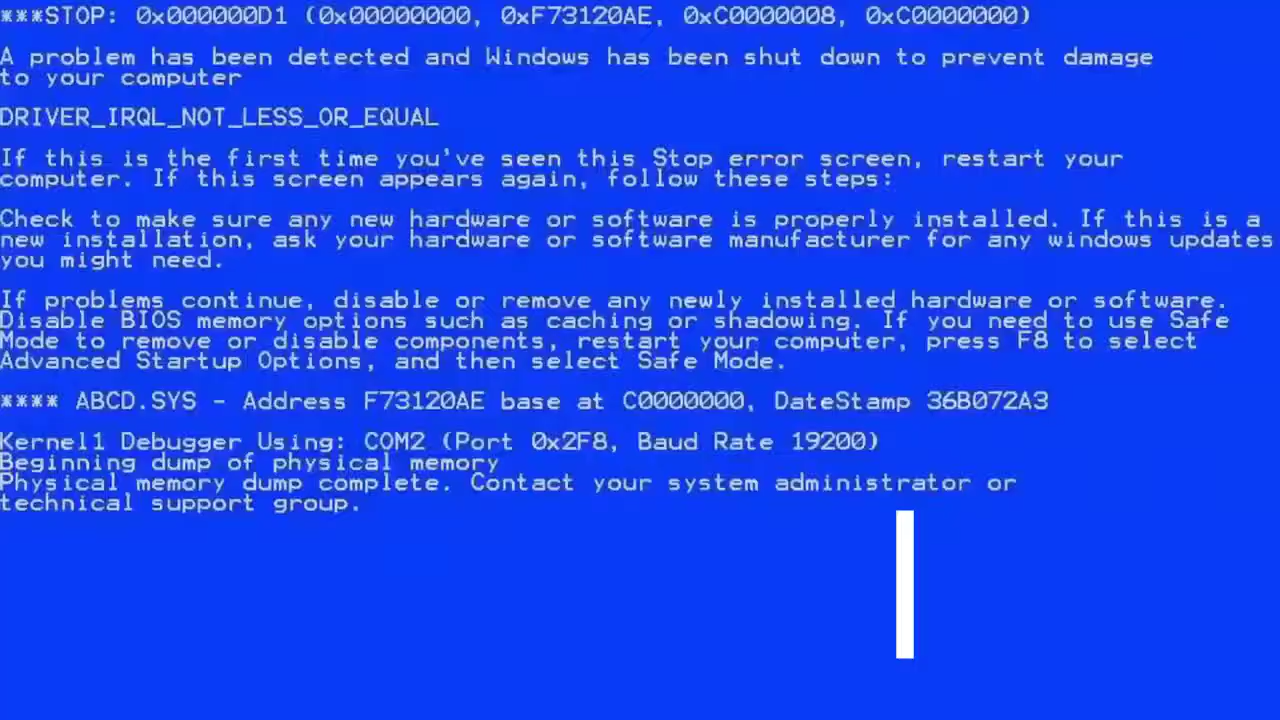 ***STOP: 0x000000D1 (0x00000000, 0xF73120AE, 0xC0000008, 0xC0000000)
A problem has been detected and Windows has been shut down to prevent damage
to your computer
DRIVER_IRQL_NOT_LESS_OR_EQUAL
If this is the first time you've seen this Stop error screen, restart your
computer. If this screen appears again, follow these steps:
Check to make sure any new hardware or software is properly installed. If this is a
new installation, ask your hardware or software manufacturer for any windows updates
you might need.
If problems continue, disable or remove any newly installed hardware or software.
Disable BIOS memory options such as caching or shadowing. If you need to use Safe
Mode to remove or disable components, restart your computer, press F8 to select
Advanced Startup Options, and then select Safe Mode.
**** ABCD.SYS - Address F73120AE base at C0000000, DateStamp 36B072A3
Kernel1 Debugger Using: COM2 (Port 0x2F8, Baud Rate 19200)
Beginning dump of physical memory
Physical memory dump complete. Contact your system administrator or
technical support group.